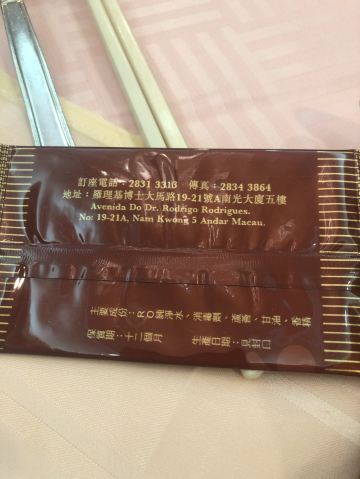 訂座電話：2831 3313 傳真：2834 3864
地址：羅理基博士大馬路19-21號A南光大廈五樓
Avenida Do Dr. Rodrigo Rodrigues.
No: 19-21A, Nam Kwong 5 Andar Macau.
主要成份：RO純淨水、消毒劑、蘆薈、甘油、香精
保質期：十二個月 生產日期：見封口